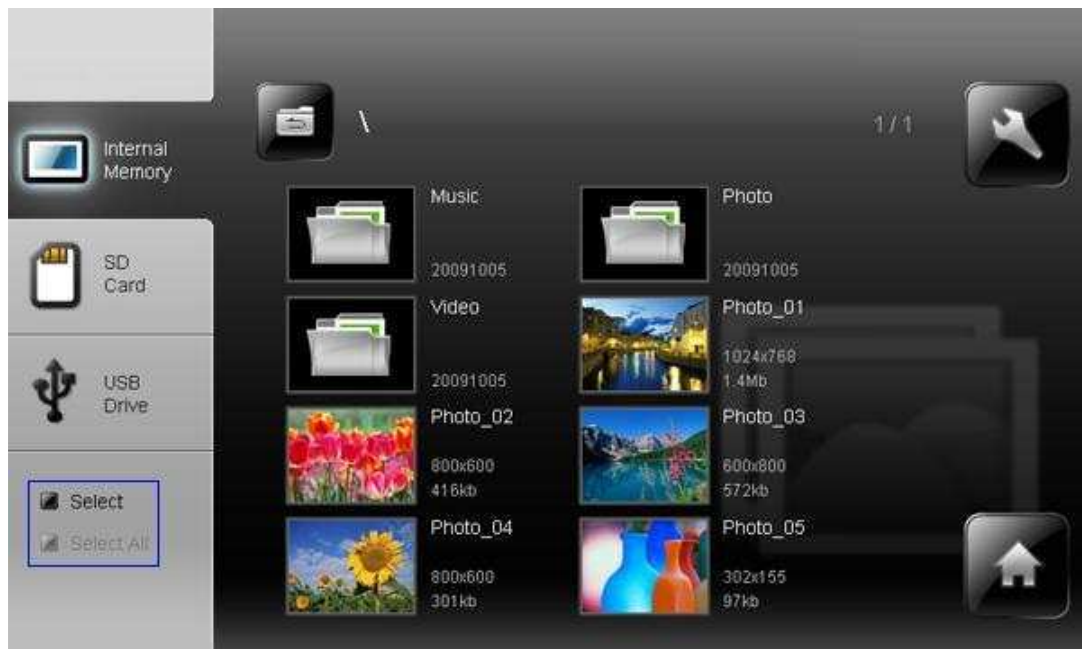 Internal
Memory
SD
Card
USB
Drive
Select
Select All
\
1/1
Music
20091005
Photo
20091005
Video
20091005
Photo_01
1024x768
1.4Mb
Photo_02
800x600
416kb
Photo_03
600x800
572kb
Photo_04
800x600
301kb
Photo_05
302x155
97kb